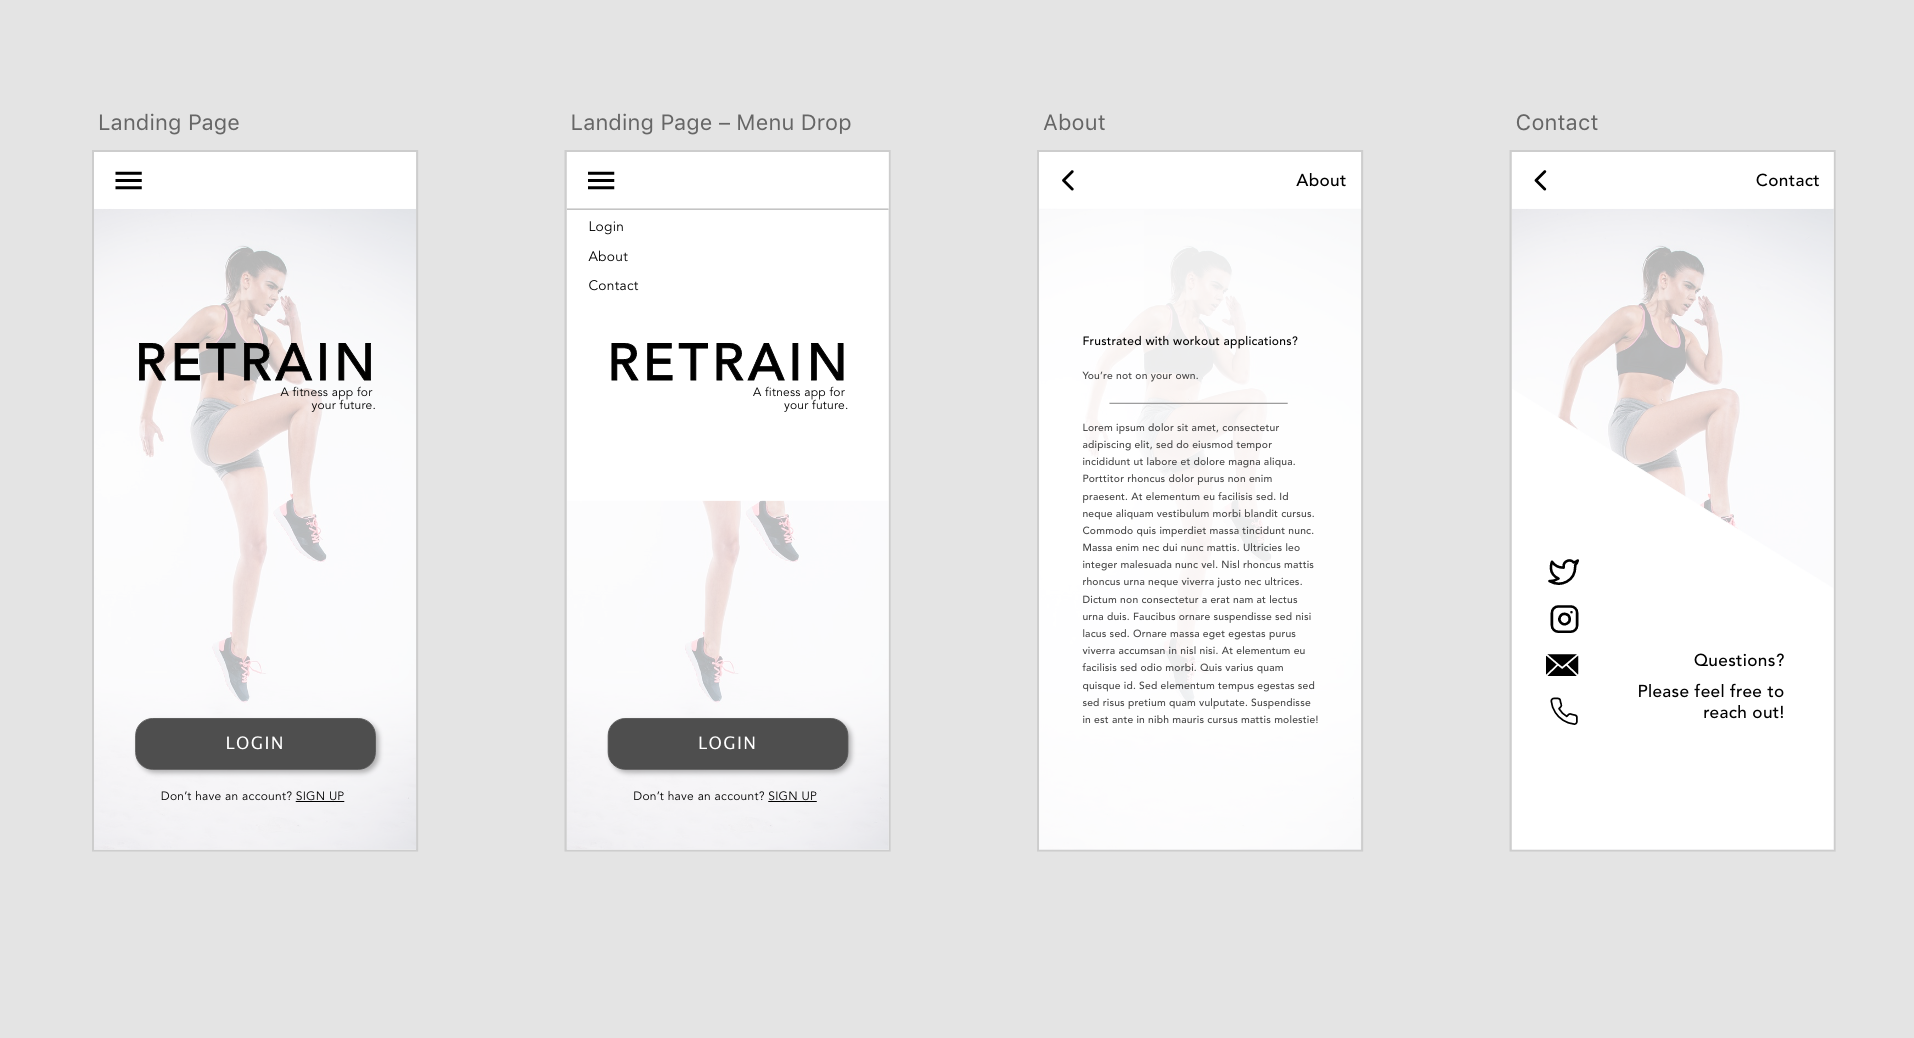 Landing Page
RETRAIN
A fitness app for
your future.
LOGIN
Don't have an account? SIGN UP
Landing Page – Menu Drop
Login
About
Contact
RETRAIN
A fitness app for
your future.
LOGIN
Don't have an account? SIGN UP
About
About
Frustrated with workout applications?
You're not on your own.
Lorem ipsum dolor sit amet, consectetur
adipiscing elit, sed do eiusmod tempor
incididunt ut labore et dolore magna aliqua.
Porttitor rhoncus dolor purus non enim
praesent. At elementum eu facilisis sed. Id
neque aliquam vestibulum morbi blandit cursus.
Commodo quis imperdiet massa tincidunt nunc.
Massa enim nec dui nunc mattis. Ultricies leo
integer malesuada nunc vel. Nisl rhoncus mattis
rhoncus urna neque viverra justo nec ultrices.
Dictum non consectetur a erat nam at lectus
urna duis. Faucibus ornare suspendisse sed nisi
lacus sed. Ornare massa eget egestas purus
viverra accumsan in nisl nisi. At elementum eu
facilisis sed odio morbi. Quis varius quam
quisque id. Sed elementum tempus egestas sed
sed risus pretium quam vulputate. Suspendisse
in est ante in nibh mauris cursus mattis molestie!
Contact
Contact
Questions?
Please feel free to
reach out!